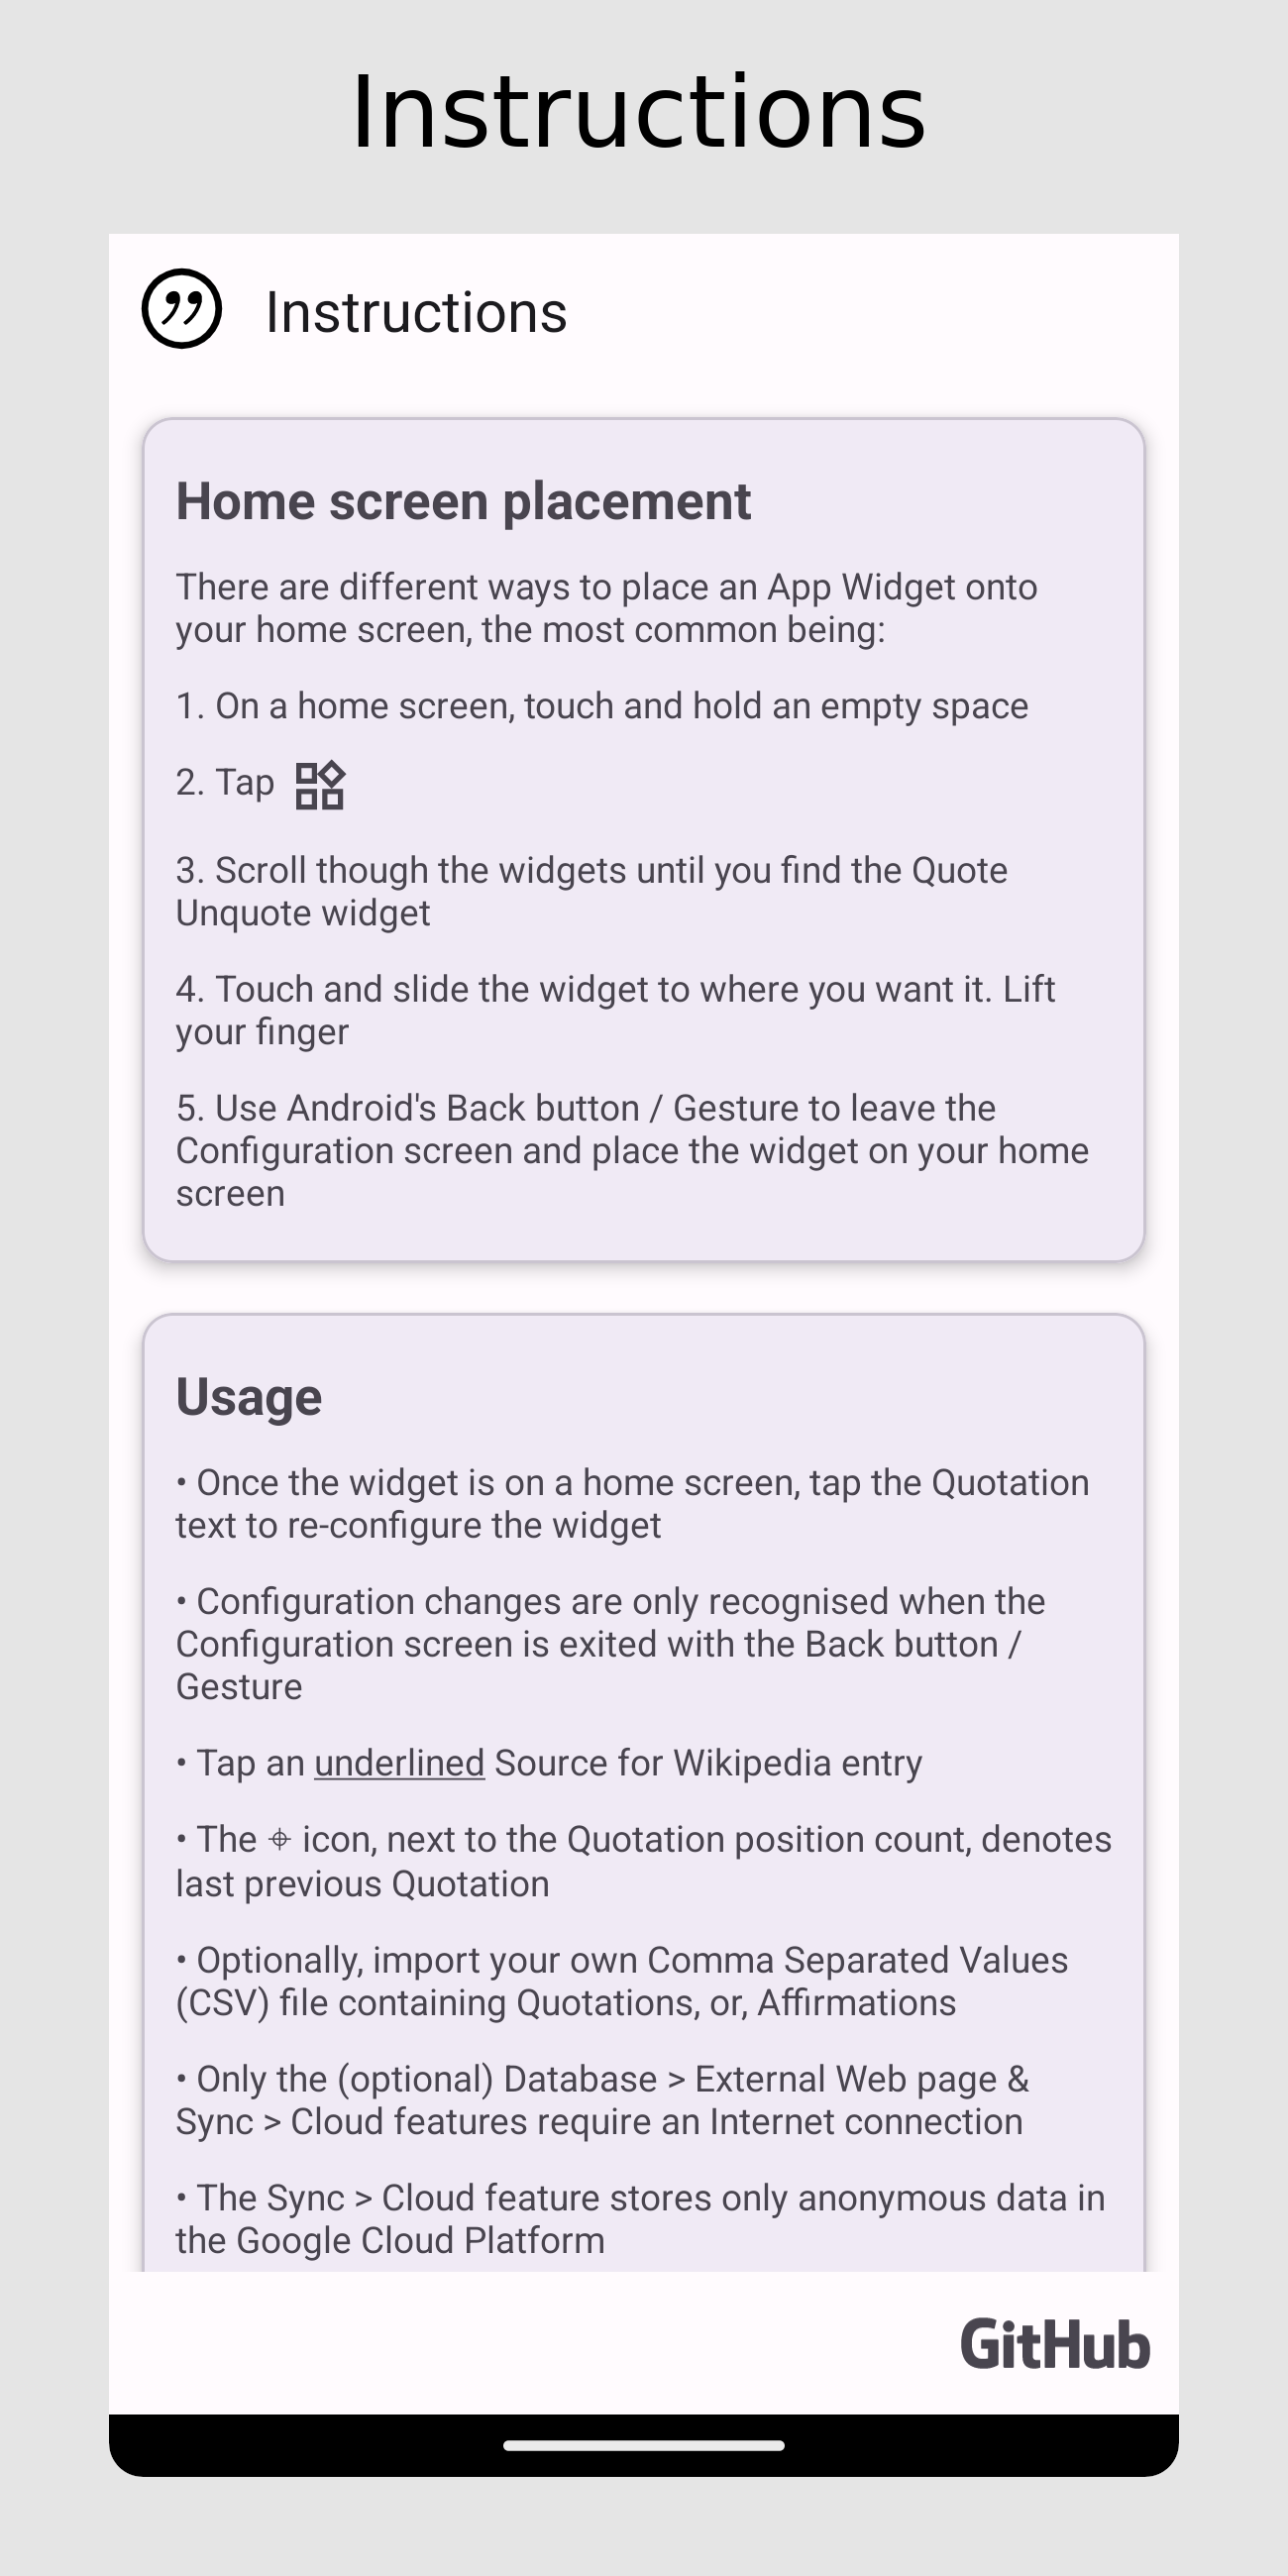 Instructions
Instructions
Home screen placement
There are different ways to place an App Widget onto
your home screen, the most common being:
1. On a home screen, touch and hold an empty space
2. Tap
3. Scroll though the widgets until you find the Quote
Unquote widget
4. Touch and slide the widget to where you want it. Lift
your finger
5. Use Android's Back button / Gesture to leave the
Configuration screen and place the widget on your home
screen
Usage
• Once the widget is on a home screen, tap the Quotation
text to re-configure the widget
• Configuration changes are only recognised when the
Configuration screen is exited with the Back button /
Gesture
• Tap an underlined Source for Wikipedia entry
• The ⌖ icon, next to the Quotation position count, denotes
last previous Quotation
• Optionally, import your own Comma Separated Values
(CSV) file containing Quotations, or, Affirmations
• Only the (optional) Database > External Web page &
Sync > Cloud features require an Internet connection
• The Sync > Cloud feature stores only anonymous data in
the Google Cloud Platform
GitHub